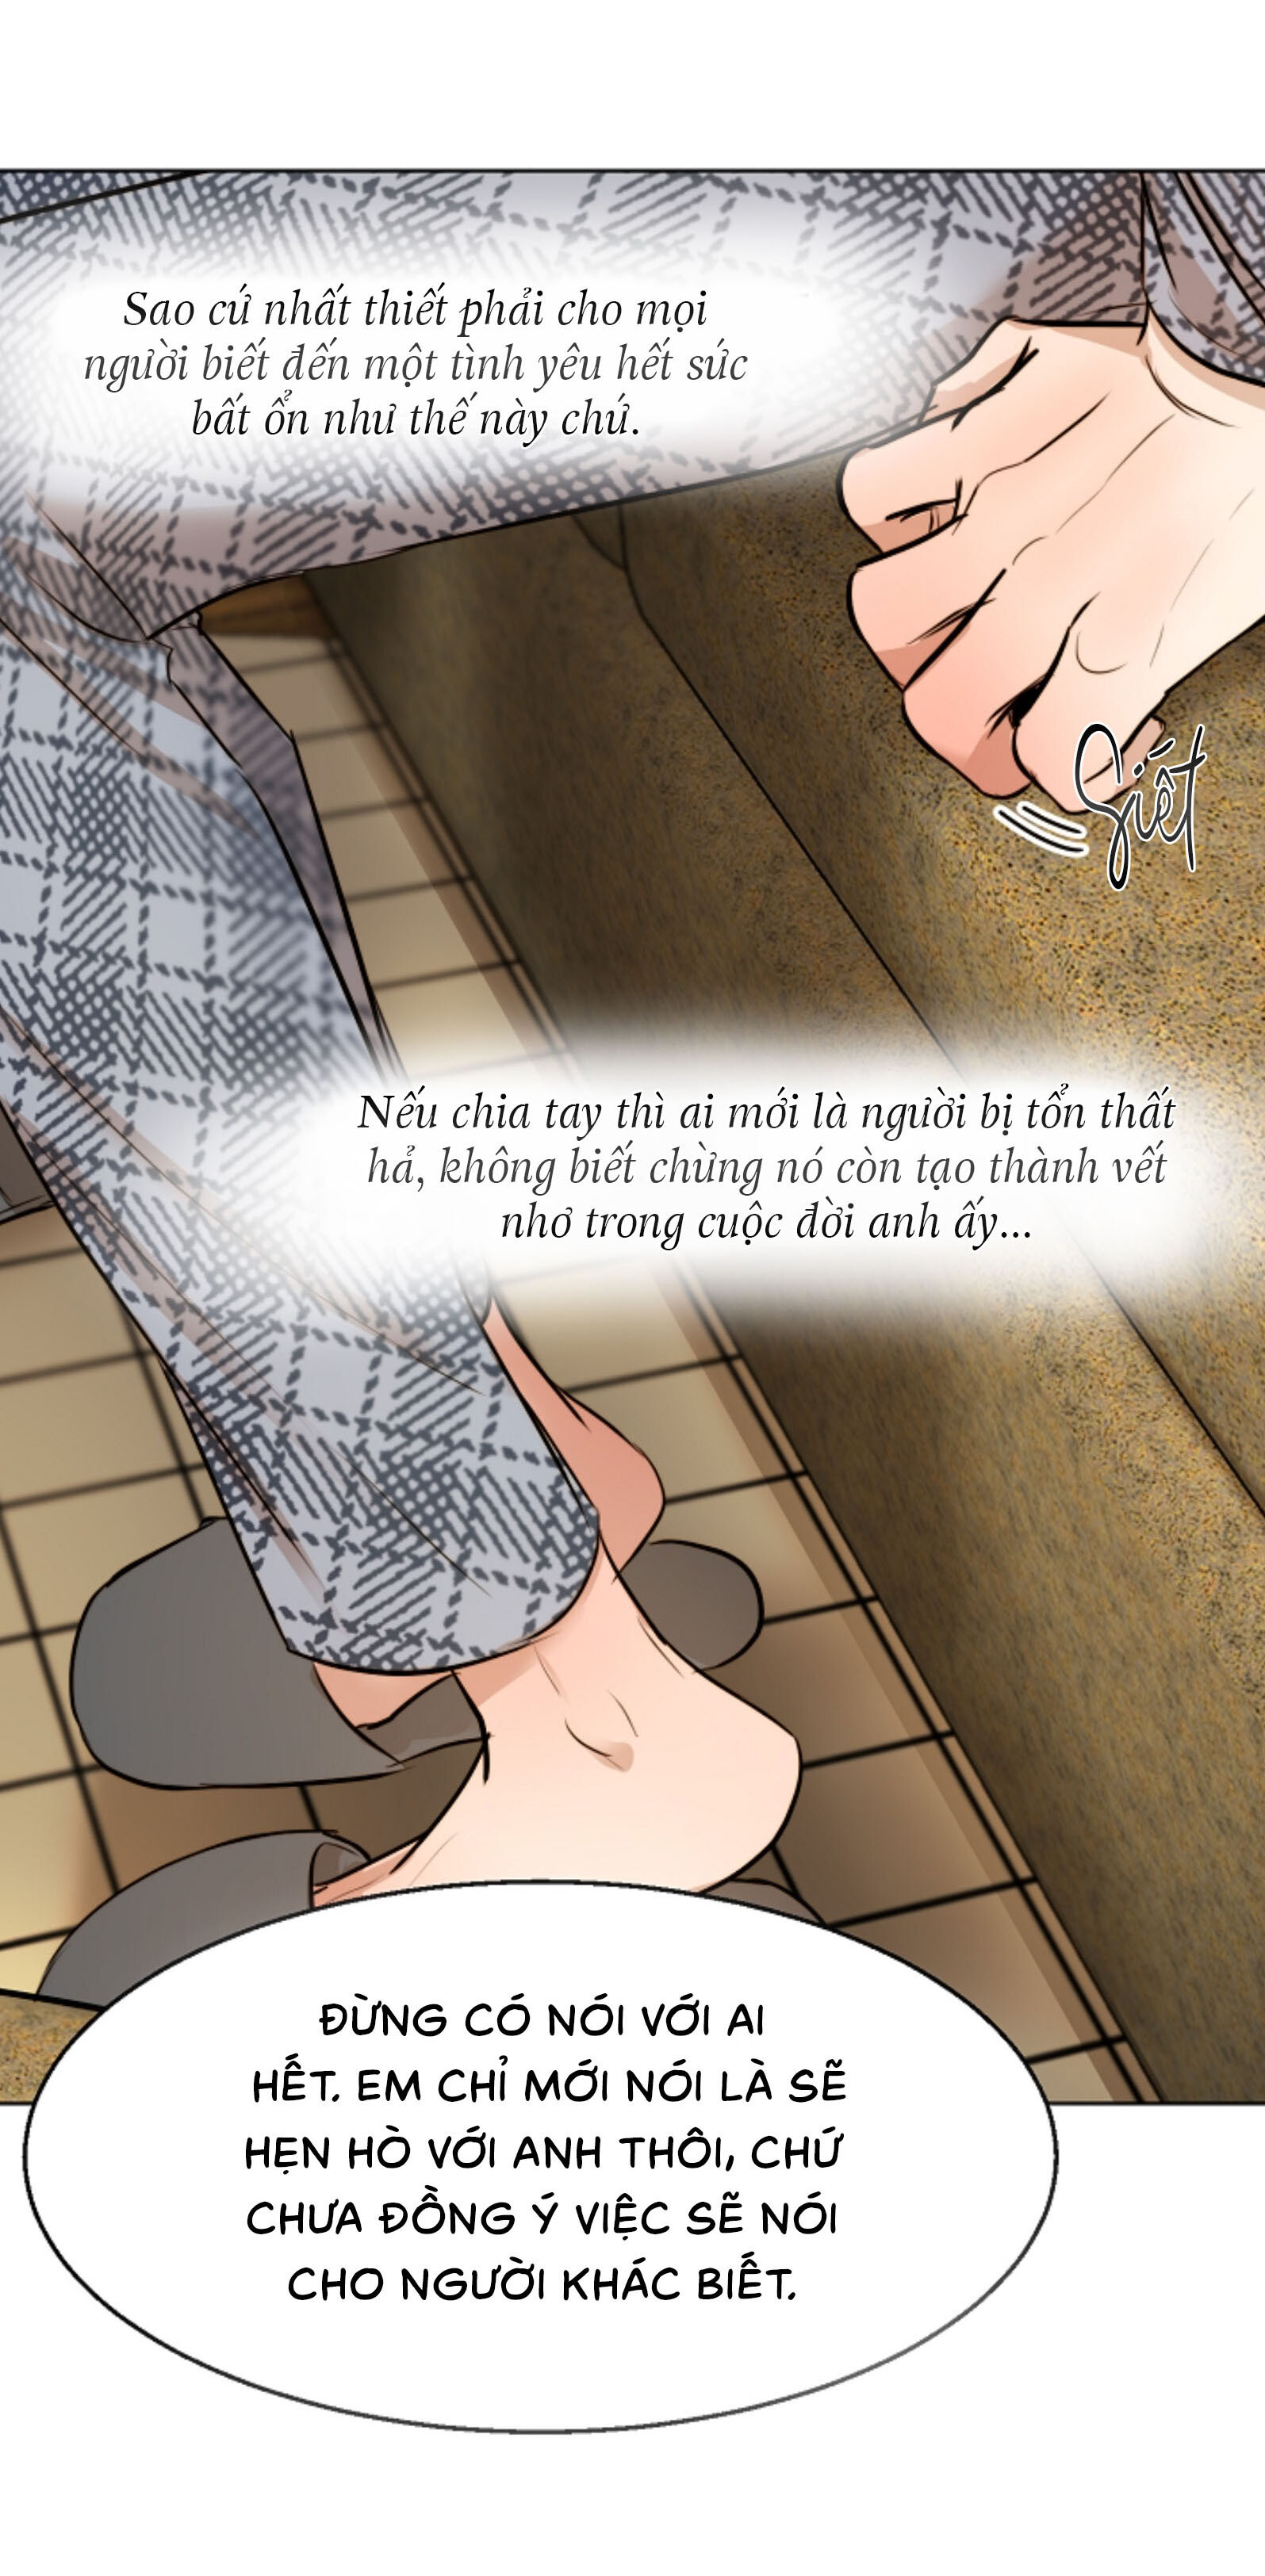 Sao cứ nhất thiết phải cho mọi
người biết đến một tình yêu hết sức
bất ổn như thế này chứ.
Siết
Nếu chia tay thì ai mới là người bị tổn thất
hả, không biết chừng nó còn tạo thành vết
nhơ trong cuộc đời anh ấy...
ĐỪNG CÓ NÓI VỚI AI
HẾT. EM CHỈ MỚI NÓI LÀ SẼ
HẸN HÒ VỚI ANH THÔI, CHỨ
CHƯA ĐỒNG Ý VIỆC SẼ NÓI
CHO NGƯỜI KHÁC BIẾT.